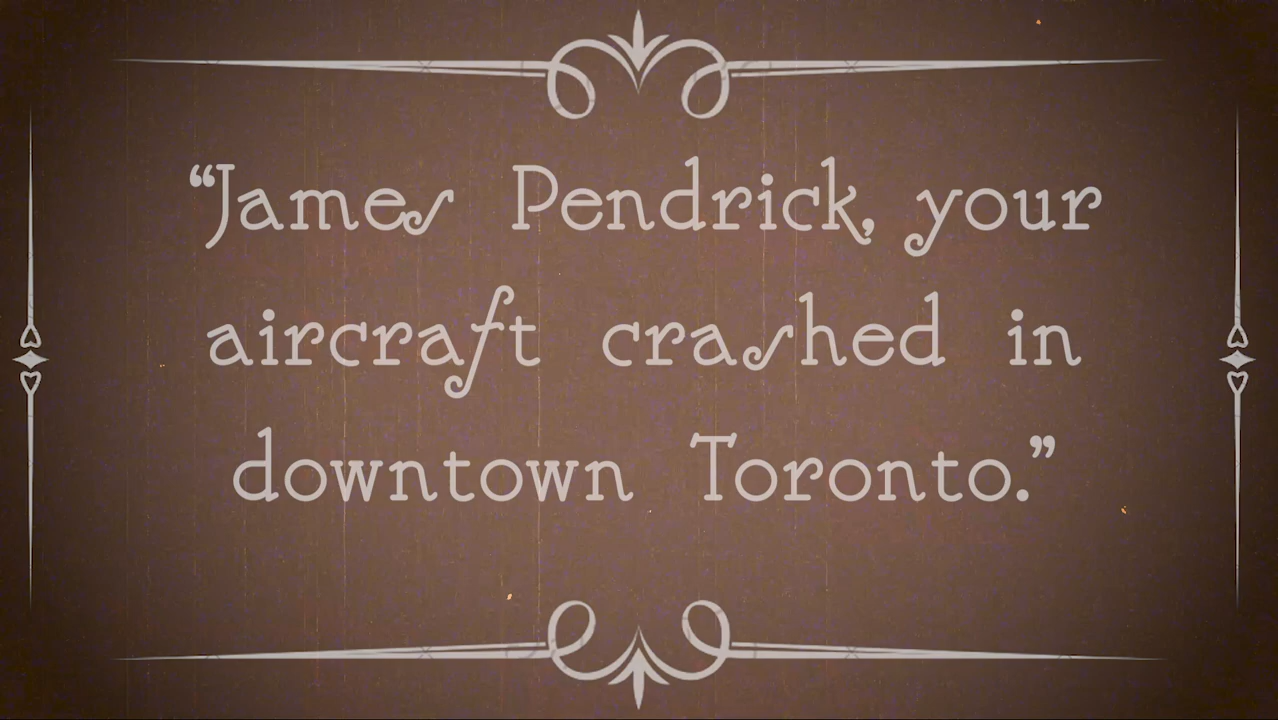 “James Pendrick, your
aircraft crashed in
downtown Toronto.”